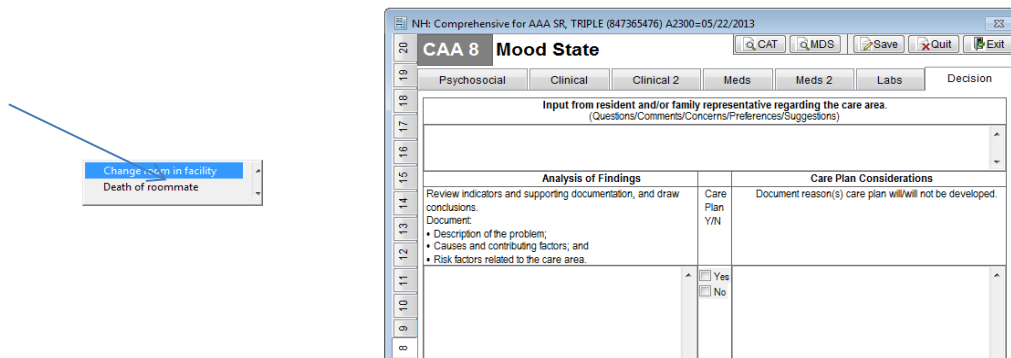 Change room in facility
Death of roommate
NH: Comprehensive for AAA SR, TRIPLE (847365476) A2300=05/22/2013
CAA 8 Mood State
CAT MDS Save Quit Exit
Psychosocial Clinical Clinical 2 Meds Meds 2 Labs Decision
Input from resident and/or family representative regarding the care area.
(Questions/Comments/Concerns/Preferences/Suggestions)
Analysis of Findings
Care Plan Considerations
Review indicators and supporting documentation, and draw
conclusions.
Document:
• Description of the problem;
• Causes and contributing factors; and
• Risk factors related to the care area.
Care
Plan
Y/N
Document reason(s) care plan will/will not be developed.
Yes
No
20
19
18
17
16
15
14
13
12
11
10
9
8